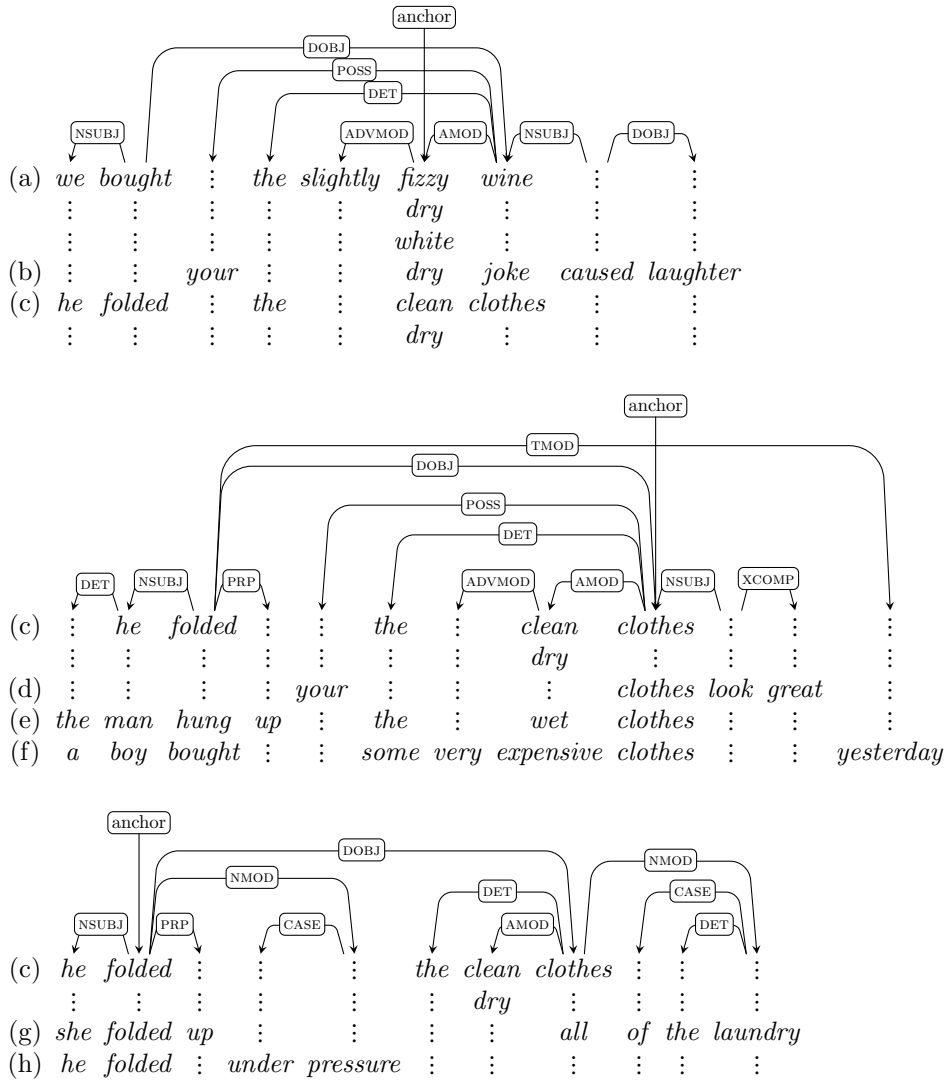 anchor
DOBJ
POSS
DET
NSUBJ ADVMOD AMOD NSUBJ DOBJ
(a) we bought ⋮ the slightly fizzy wine ⋮ ⋮
⋮ ⋮ ⋮ ⋮ ⋮ dry ⋮ ⋮ ⋮
⋮ ⋮ ⋮ ⋮ ⋮ white ⋮ ⋮ ⋮
(b) ⋮ ⋮ your ⋮ ⋮ dry joke caused laughter
(c) he folded ⋮ the ⋮ clean clothes ⋮ ⋮
⋮ ⋮ ⋮ ⋮ ⋮ dry ⋮ ⋮ ⋮
anchor
TMOD
DOBJ
POSS
DET
DET NSUBJ PRP ADVMOD AMOD NSUBJ XCOMP
(c) ⋮ he folded ⋮ ⋮ the ⋮ clean clothes ⋮ ⋮ ⋮
⋮ ⋮ ⋮ ⋮ ⋮ ⋮ ⋮ dry ⋮ ⋮ ⋮ ⋮
(d) ⋮ ⋮ ⋮ ⋮ your ⋮ ⋮ ⋮ clothes look great ⋮
(e) the man hung up ⋮ the ⋮ wet clothes ⋮ ⋮ ⋮
(f) a boy bought ⋮ ⋮ some very expensive clothes ⋮ ⋮ yesterday
anchor
DOBJ
NMOD
NMOD
DET CASE
NSUBJ PRP CASE AMOD DET
(c) he folded ⋮ ⋮ ⋮ the clean clothes ⋮ ⋮ ⋮
⋮ ⋮ ⋮ ⋮ ⋮ ⋮ dry ⋮ ⋮ ⋮ ⋮
(g) she folded up ⋮ ⋮ ⋮ ⋮ all of the laundry
(h) he folded ⋮ under pressure ⋮ ⋮ ⋮ ⋮ ⋮ ⋮